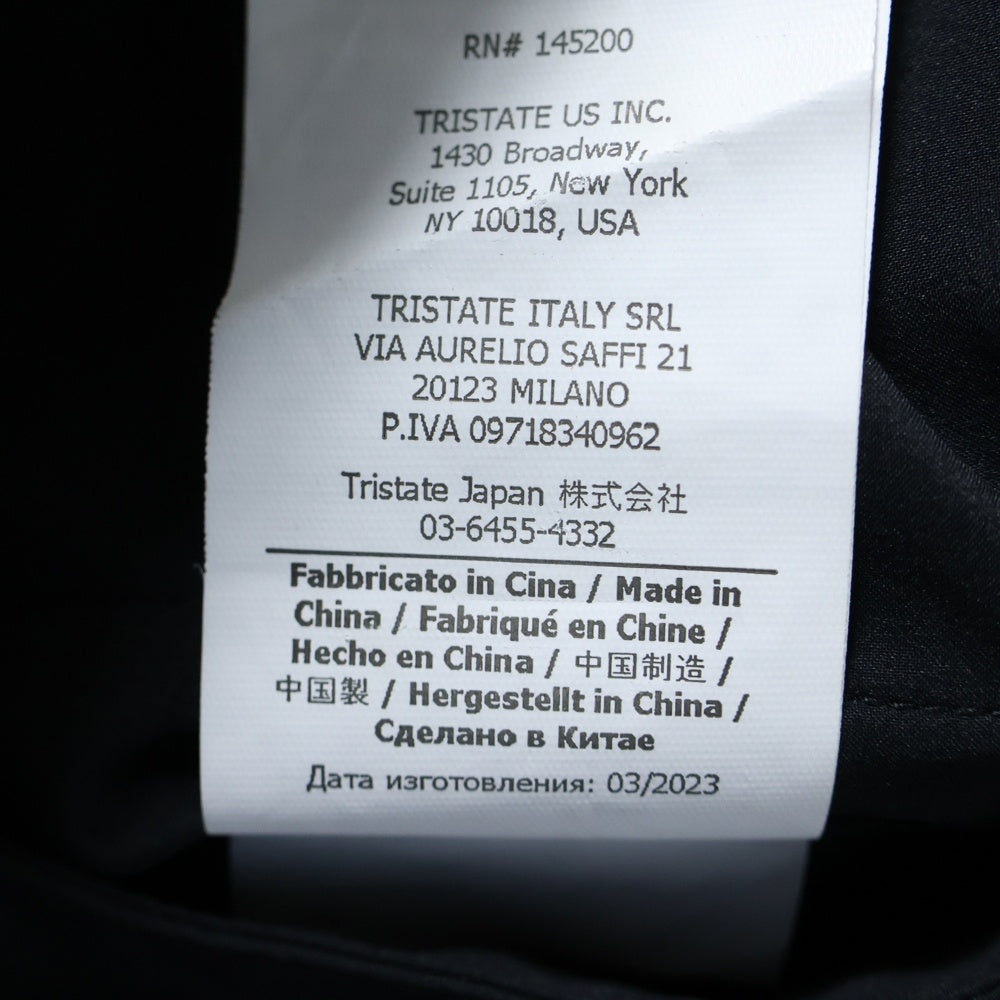 RN# 145200
TRISTATE US INC.
1430 Broadway,
Suite 1105, New York
NY 10018, USA
TRISTATE ITALY SRL
VIA AURELIO SAFFI 21
20123 MILANO
P.IVA 09718340962
Tristate Japan 株式会社
03-6455-4332
Fabbricato in Cina / Made in
China / Fabriqué en Chine /
Hecho en China / 中国制造 /
中国製 / Hergestellt in China /
Сделано в Китае
Дата изготовления: 03/2023